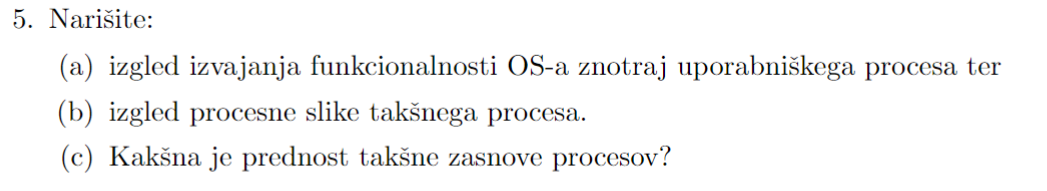 5. Narišite:
(a) izgled izvajanja funkcionalnosti OS-a znotraj uporabniškega procesa ter
(b) izgled procesne slike takšnega procesa.
(c) Kakšna je prednost takšne zasnove procesov?